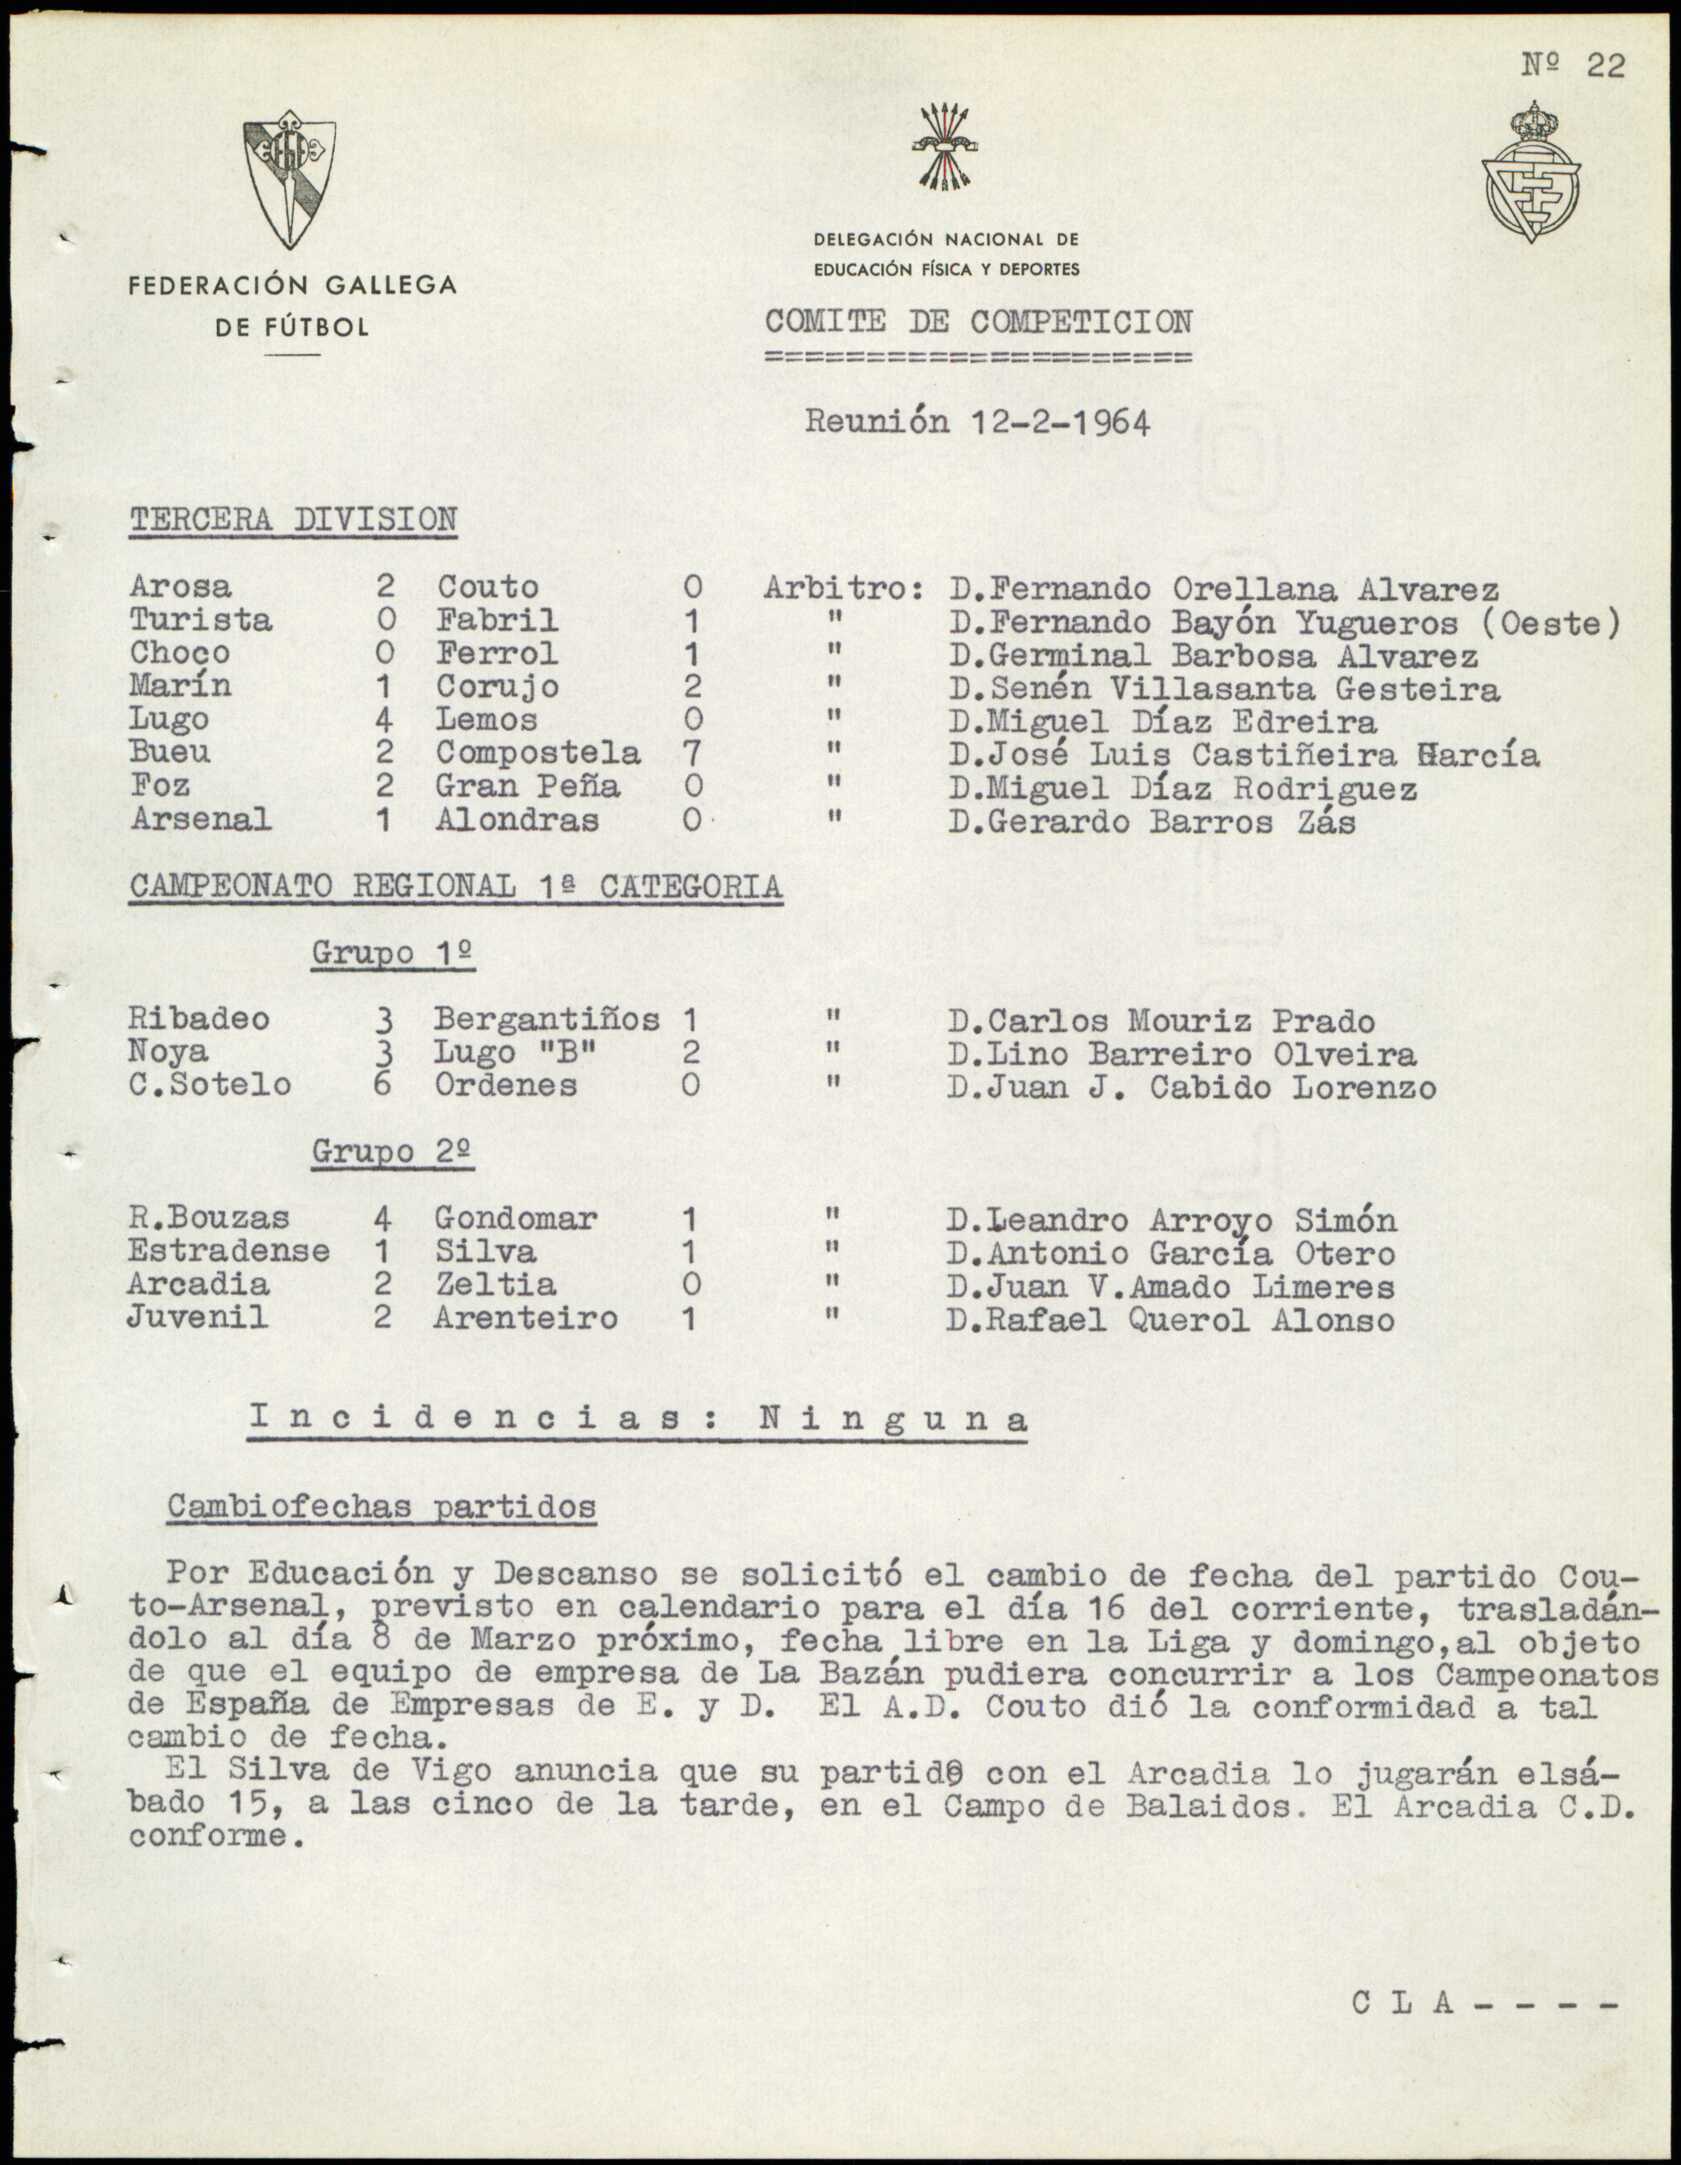 Nº 22
FEDERACIÓN GALLEGA
DE FÚTBOL
DELEGACIÓN NACIONAL DE
EDUCACIÓN FÍSICA Y DEPORTES
COMITE DE COMPETICION
=====================
Reunión 12-2-1964
TERCERA DIVISION
Arosa 2 Couto 0 Arbitro: D.Fernando Orellana Alvarez
Turista 0 Fabril 1 " D.Fernando Bayón Yugueros (Oeste)
Choco 0 Ferrol 1 " D.Germinal Barbosa Alvarez
Marín 1 Corujo 2 " D.Senén Villasanta Gesteira
Lugo 4 Lemos 0 " D.Miguel Díaz Edreira
Bueu 2 Compostela 7 " D.José Luis Castiñeira García
Foz 2 Gran Peña 0 " D.Miguel Díaz Rodriguez
Arsenal 1 Alondras 0 " D.Gerardo Barros Zás
CAMPEONATO REGIONAL 1ª CATEGORIA
Grupo 1º
Ribadeo 3 Bergantiños 1 " D.Carlos Mouriz Prado
Noya 3 Lugo "B" 2 " D.Lino Barreiro Olveira
C.Sotelo 6 Ordenes 0 " D.Juan J. Cabido Lorenzo
Grupo 2º
R.Bouzas 4 Gondomar 1 " D.Leandro Arroyo Simón
Estradense 1 Silva 1 " D.Antonio García Otero
Arcadia 2 Zeltia 0 " D.Juan V.Amado Limeres
Juvenil 2 Arenteiro 1 " D.Rafael Querol Alonso
I n c i d e n c i a s : N i n g u n a
Cambiofechas partidos
Por Educación y Descanso se solicitó el cambio de fecha del partido Cou-
to-Arsenal, previsto en calendario para el día 16 del corriente, trasladán-
dolo al día 8 de Marzo próximo, fecha libre en la Liga y domingo,al objeto
de que el equipo de empresa de La Bazán pudiera concurrir a los Campeonatos
de España de Empresas de E. y D. El A.D. Couto dió la conformidad a tal
cambio de fecha.
El Silva de Vigo anuncia que su partido con el Arcadia lo jugarán elsá-
bado 15, a las cinco de la tarde, en el Campo de Balaidos. El Arcadia C.D.
conforme.
C L A - - - -